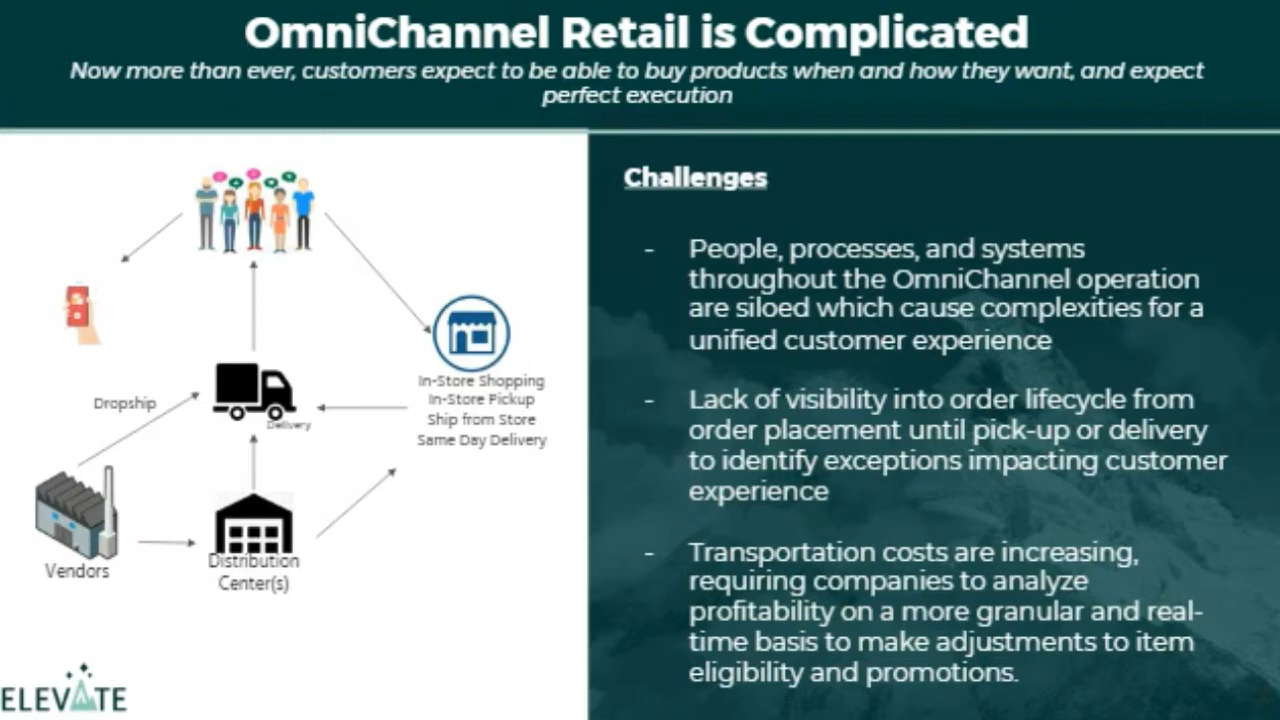 OmniChannel Retail is Complicated
Now more than ever, customers expect to be able to buy products when and how they want, and expect
perfect execution
Dropship
Delivery
In-Store Shopping
In-Store Pickup
Ship from Store
Same Day Delivery
Vendors
Distribution
Center(s)
ELEVATE
Challenges
- People, processes, and systems
throughout the OmniChannel operation
are siloed which cause complexities for a
unified customer experience
- Lack of visibility into order lifecycle from
order placement until pick-up or delivery
to identify exceptions impacting customer
experience
- Transportation costs are increasing,
requiring companies to analyze
profitability on a more granular and real-
time basis to make adjustments to item
eligibility and promotions.